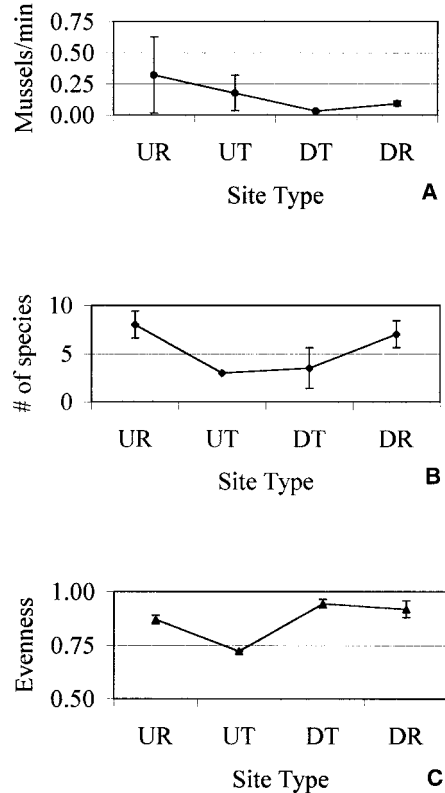 Mussels/min
0.75
0.50
0.25
0.00
UR UT DT DR
Site Type
A
# of species
10
5
0
UR UT DT DR
Site Type
B
Evenness
1.00
0.75
0.50
UR UT DT DR
Site Type
C